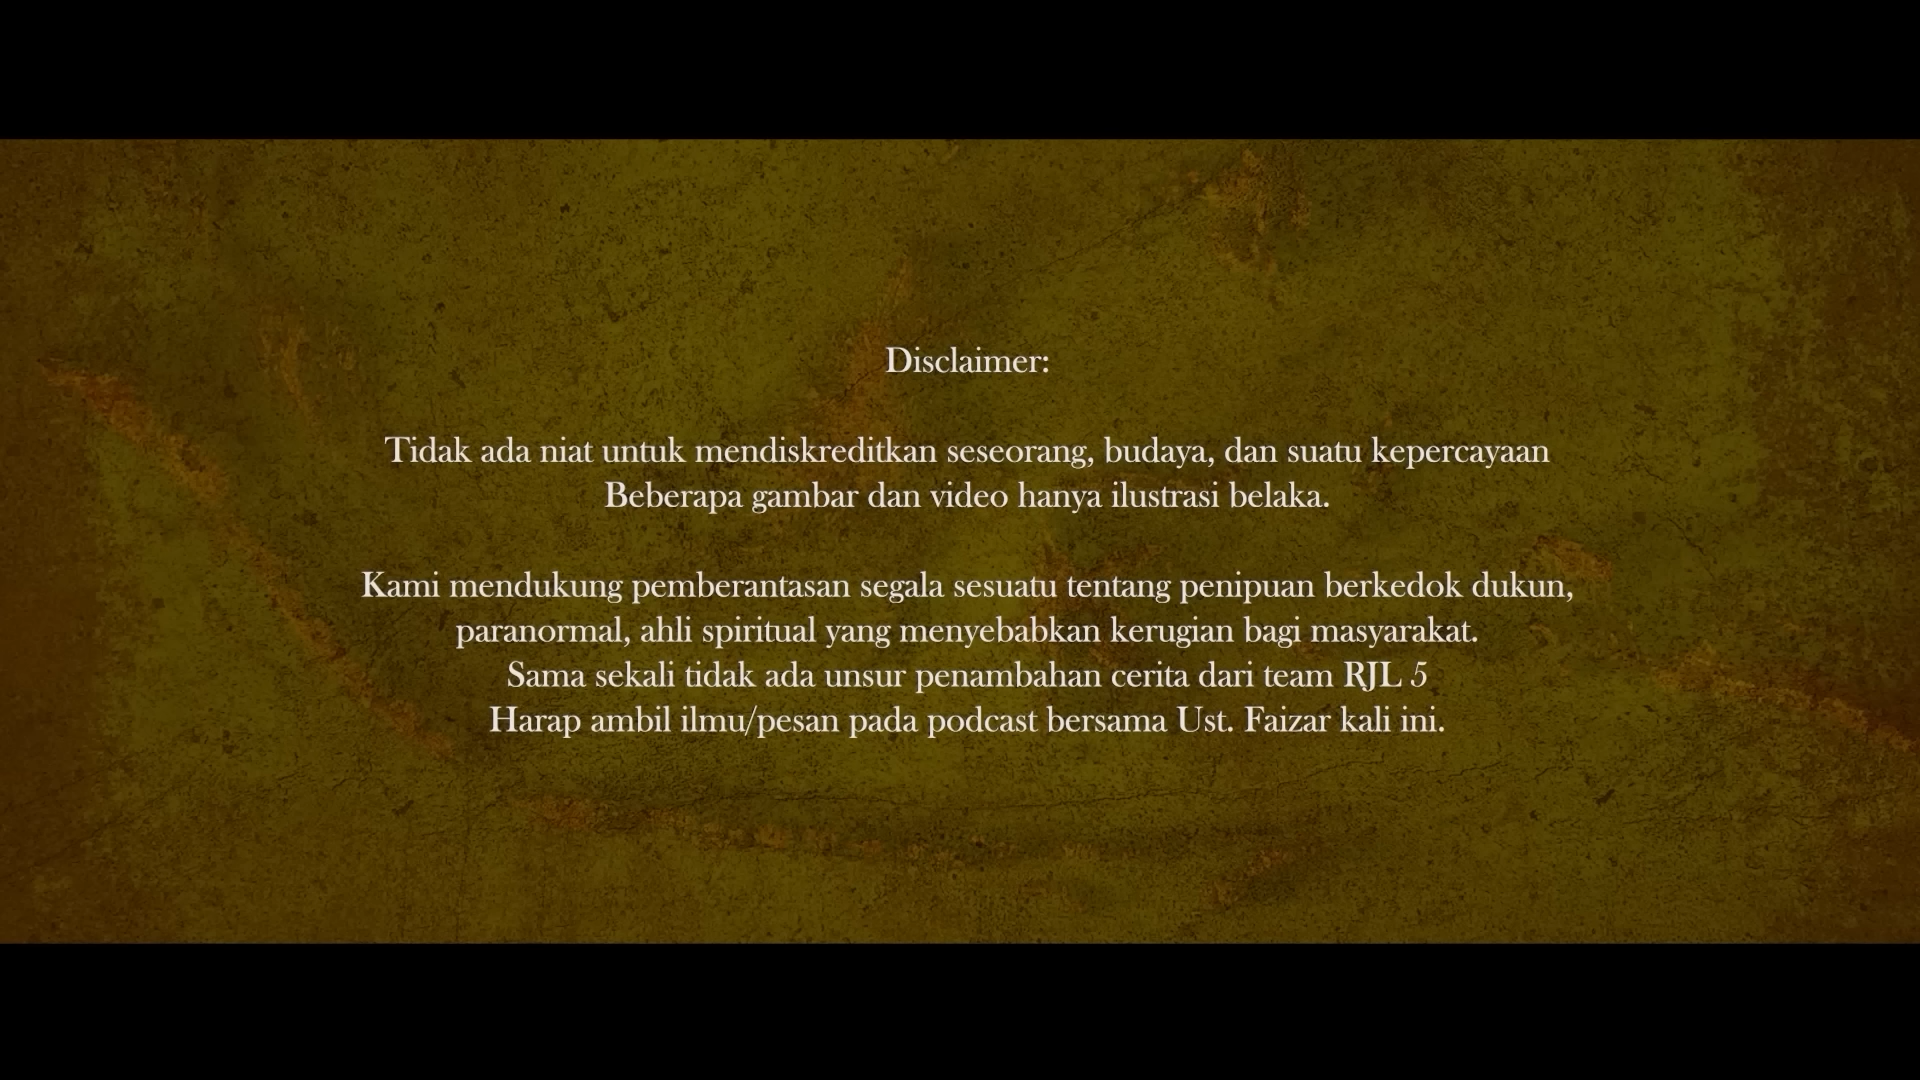 Disclaimer:
Tidak ada niat untuk mendiskreditkan seseorang, budaya, dan suatu kepercayaan
Beberapa gambar dan video hanya ilustrasi belaka.
Kami mendukung pemberantasan segala sesuatu tentang penipuan berkedok dukun,
paranormal, ahli spiritual yang menyebabkan kerugian bagi masyarakat.
Sama sekali tidak ada unsur penambahan cerita dari team RJL 5
Harap ambil ilmu/pesan pada podcast bersama Ust. Faizar kali ini.